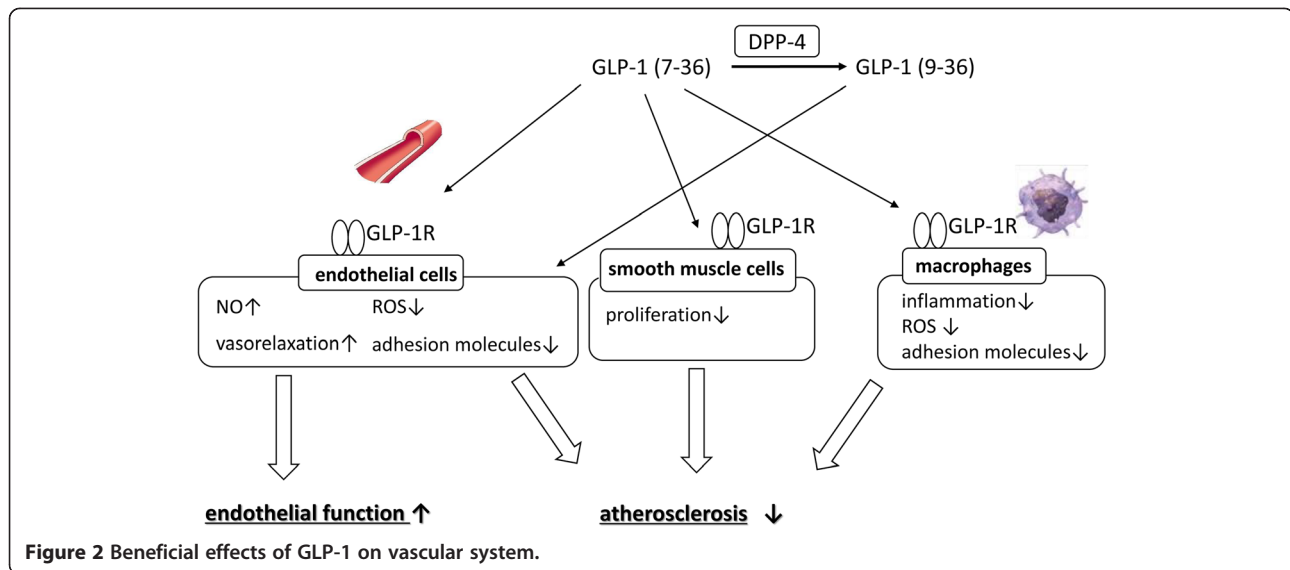 DPP-4
GLP-1 (7-36) GLP-1 (9-36)
GLP-1R GLP-1R GLP-1R
endothelial cells smooth muscle cells macrophages
NO↑ ROS↓
vasorelaxation↑ adhesion molecules↓
proliferation↓
inflammation↓
ROS ↓
adhesion molecules↓
endothelial function ↑ atherosclerosis ↓
Figure 2 Beneficial effects of GLP-1 on vascular system.